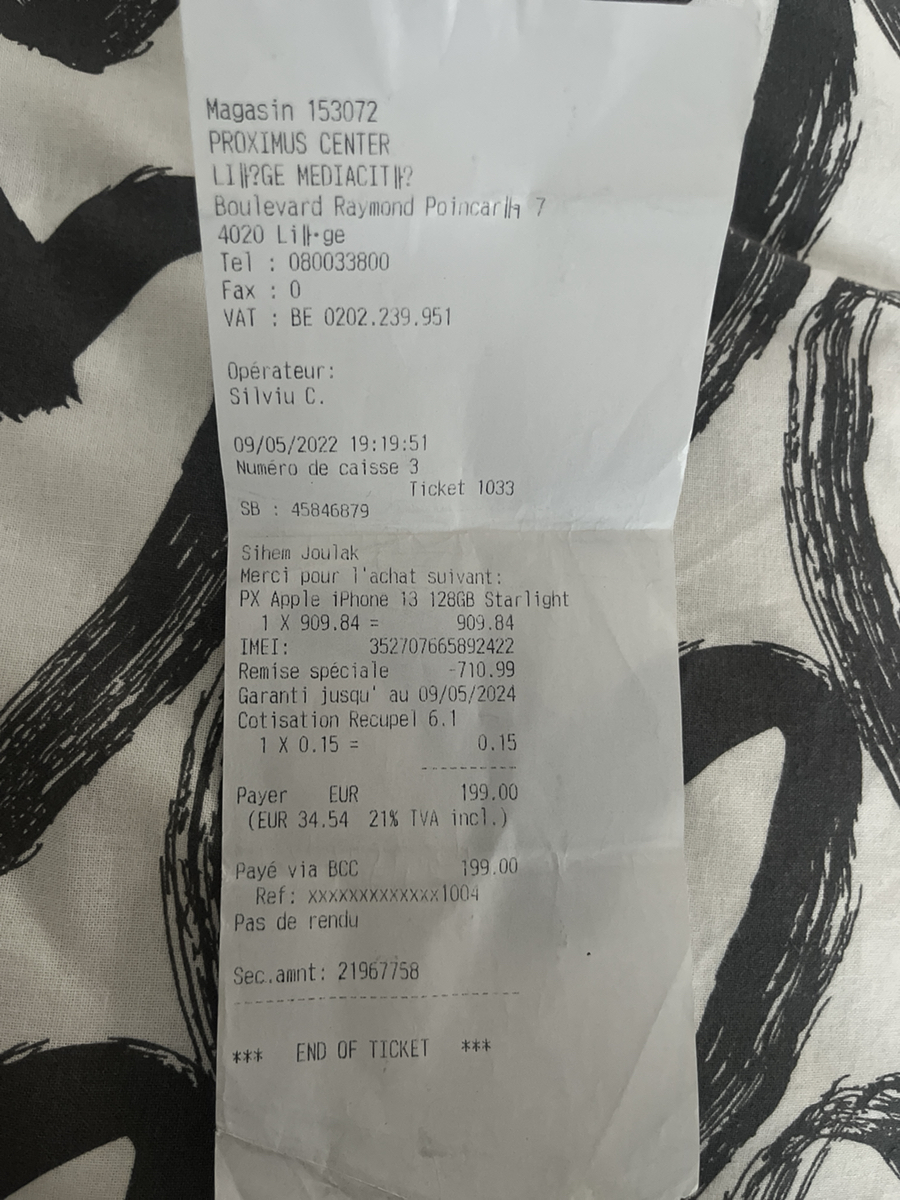 Magasin 153072
PROXIMUS CENTER
LI╟?GE MEDIACIT╟?
Boulevard Raymond Poincar╟╗ 7
4020 Li╟·ge
Tel : 080033800
Fax : 0
VAT : BE 0202.239.951
Opérateur:
Silviu C.
09/05/2022 19:19:51
Numéro de caisse 3
Ticket 1033
SB : 45846879
Sihem Joulak
Merci pour l'achat suivant:
PX Apple iPhone 13 128GB Starlight
1 X 909.84 = 909.84
IMEI: 352707665892422
Remise spéciale -710.99
Garanti jusqu' au 09/05/2024
Cotisation Recupel 6.1
1 X 0.15 = 0.15
----------
Payer EUR 199.00
(EUR 34.54 21% TVA incl.)
Payé via BCC 199.00
Ref: xxxxxxxxxxxxx1004
Pas de rendu
Sec.amnt: 21967758
------------------------------
*** END OF TICKET ***